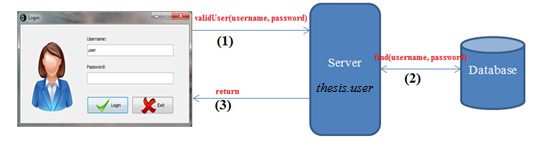 Login
Username:
user
Password:
Login
Exit
validUser(username, password)
(1)
return
(3)
Server
thesis.user
find(username, password)
(2)
Database